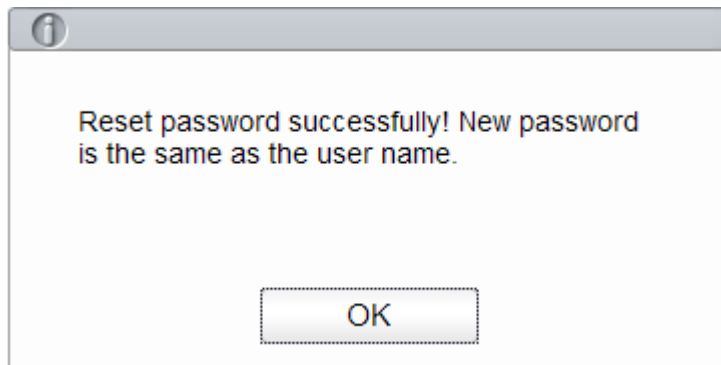 Reset password successfully! New password
is the same as the user name.
OK